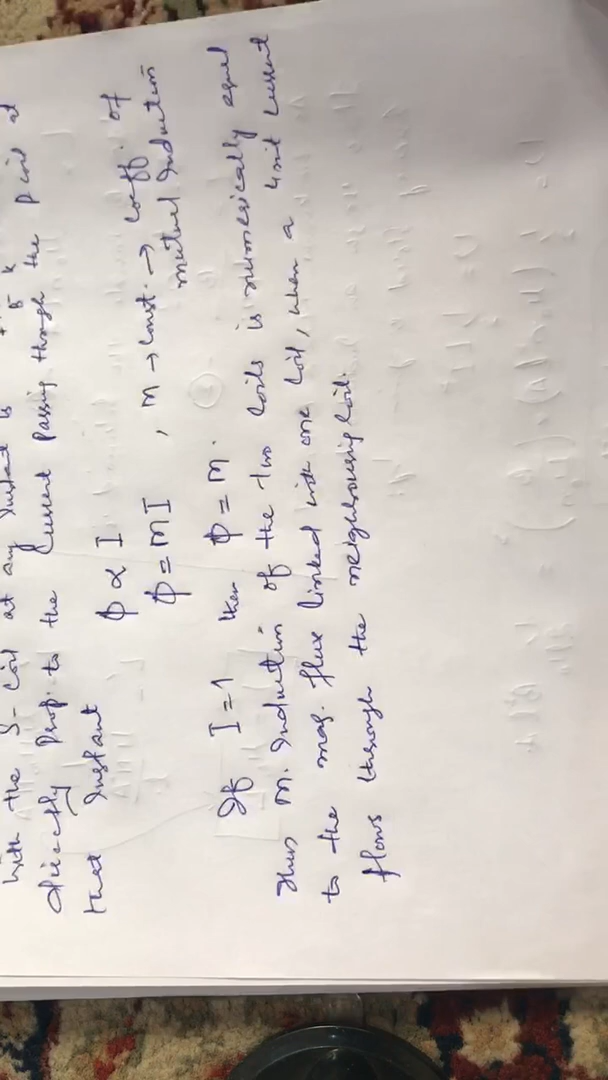 with the S-coil at any instant is
directly prop. to the current passing through the p coil at
that instant
φ ∝ I
φ = MI , M → const. → coeff. of
mutual induction
If I = 1 then φ = M.
Thus M. induction of the two coils is numerically equal
to the mag. flux linked with one coil, when a unit current
flows through the neighbouring coil.